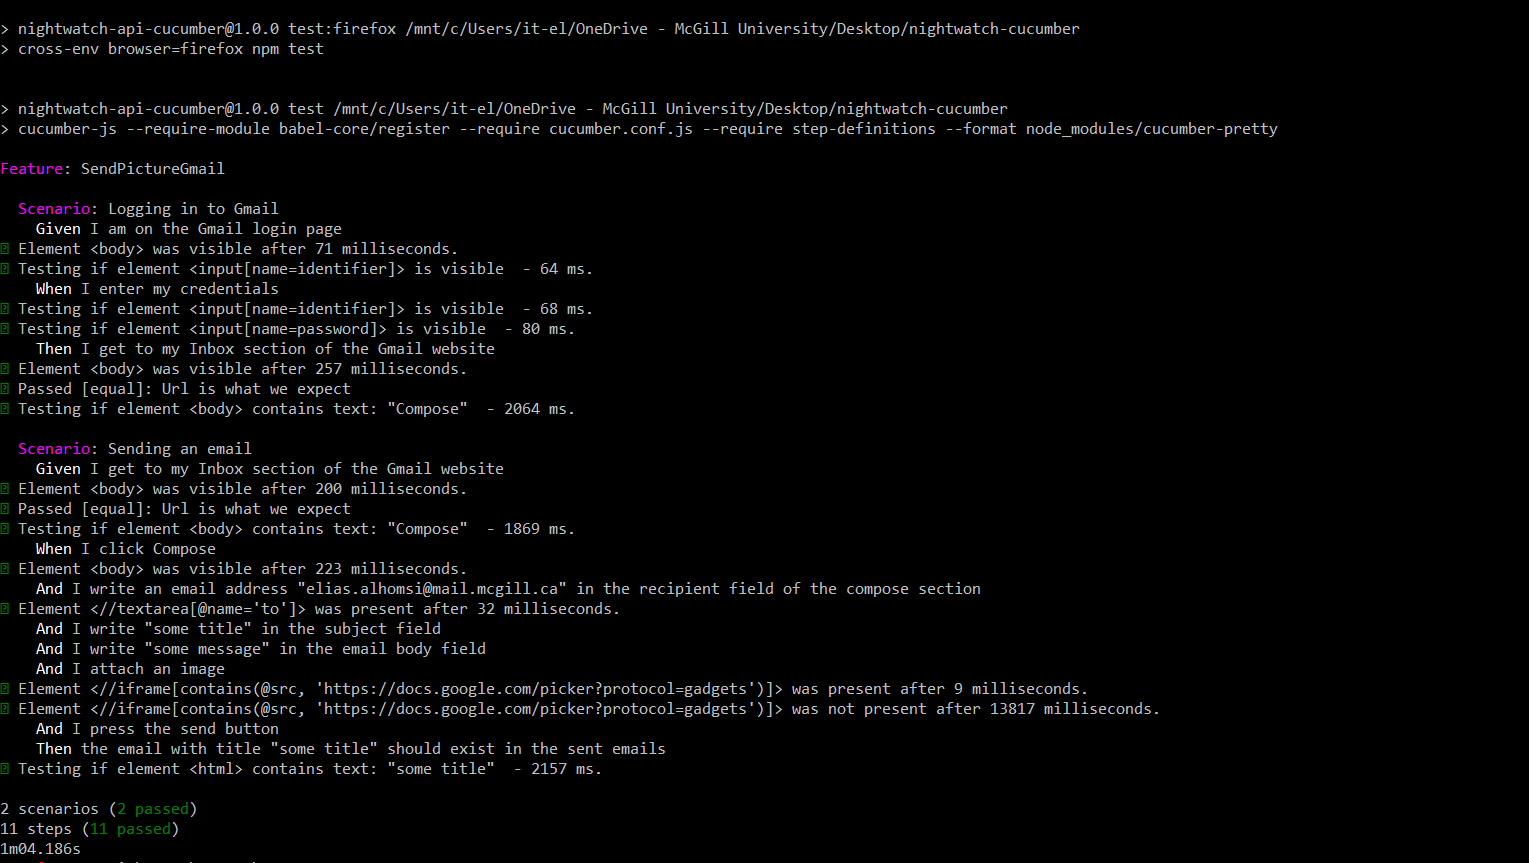 > nightwatch-api-cucumber@1.0.0 test:firefox /mnt/c/Users/it-el/OneDrive - McGill University/Desktop/nightwatch-cucumber
> cross-env browser=firefox npm test
> nightwatch-api-cucumber@1.0.0 test /mnt/c/Users/it-el/OneDrive - McGill University/Desktop/nightwatch-cucumber
> cucumber-js --require-module babel-core/register --require cucumber.conf.js --require step-definitions --format node_modules/cucumber-pretty
Feature: SendPictureGmail
Scenario: Logging in to Gmail
Given I am on the Gmail login page
Element <body> was visible after 71 milliseconds.
Testing if element <input[name=identifier]> is visible  - 64 ms.
When I enter my credentials
Testing if element <input[name=identifier]> is visible  - 68 ms.
Testing if element <input[name=password]> is visible  - 80 ms.
Then I get to my Inbox section of the Gmail website
Element <body> was visible after 257 milliseconds.
Passed [equal]: Url is what we expect
Testing if element <body> contains text: "Compose"  - 2064 ms.
Scenario: Sending an email
Given I get to my Inbox section of the Gmail website
Element <body> was visible after 200 milliseconds.
Passed [equal]: Url is what we expect
Testing if element <body> contains text: "Compose"  - 1869 ms.
When I click Compose
Element <body> was visible after 223 milliseconds.
And I write an email address "elias.alhomsi@mail.mcgill.ca" in the recipient field of the compose section
Element <//textarea[@name='to']> was present after 32 milliseconds.
And I write "some title" in the subject field
And I write "some message" in the email body field
And I attach an image
Element <//iframe[contains(@src, 'https://docs.google.com/picker?protocol=gadgets')]> was present after 9 milliseconds.
Element <//iframe[contains(@src, 'https://docs.google.com/picker?protocol=gadgets')]> was not present after 13817 milliseconds.
And I press the send button
Then the email with title "some title" should exist in the sent emails
Testing if element <html> contains text: "some title"  - 2157 ms.
2 scenarios (2 passed)
11 steps (11 passed)
1m04.186s